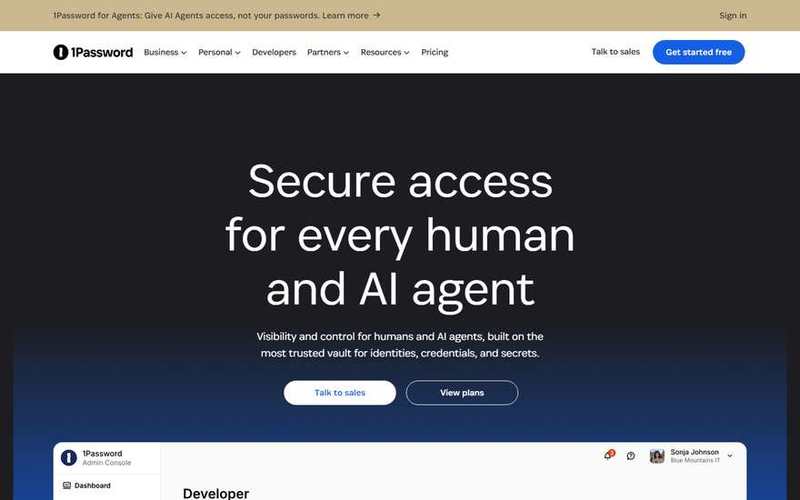 1Password for Agents: Give AI Agents access, not your passwords. Learn more →
Sign in
1Password
Business
Personal
Developers
Partners
Resources
Pricing
Talk to sales
Get started free
Secure access
for every human
and AI agent
Visibility and control for humans and AI agents, built on the
most trusted vault for identities, credentials, and secrets.
Talk to sales
View plans
1Password
Admin Console
Sonja Johnson
Blue Mountains IT
Dashboard
Developer